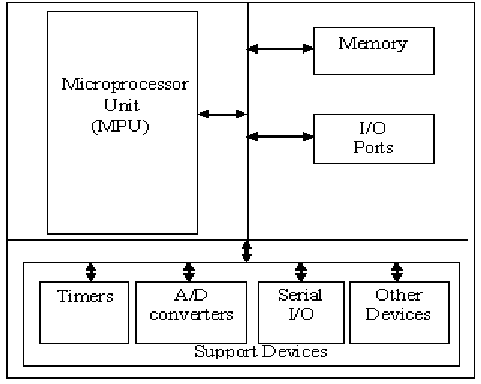 Microprocessor
Unit
(MPU)
Memory
I/O
Ports
Timers
A/D
converters
Serial
I/O
Other
Devices
Support Devices